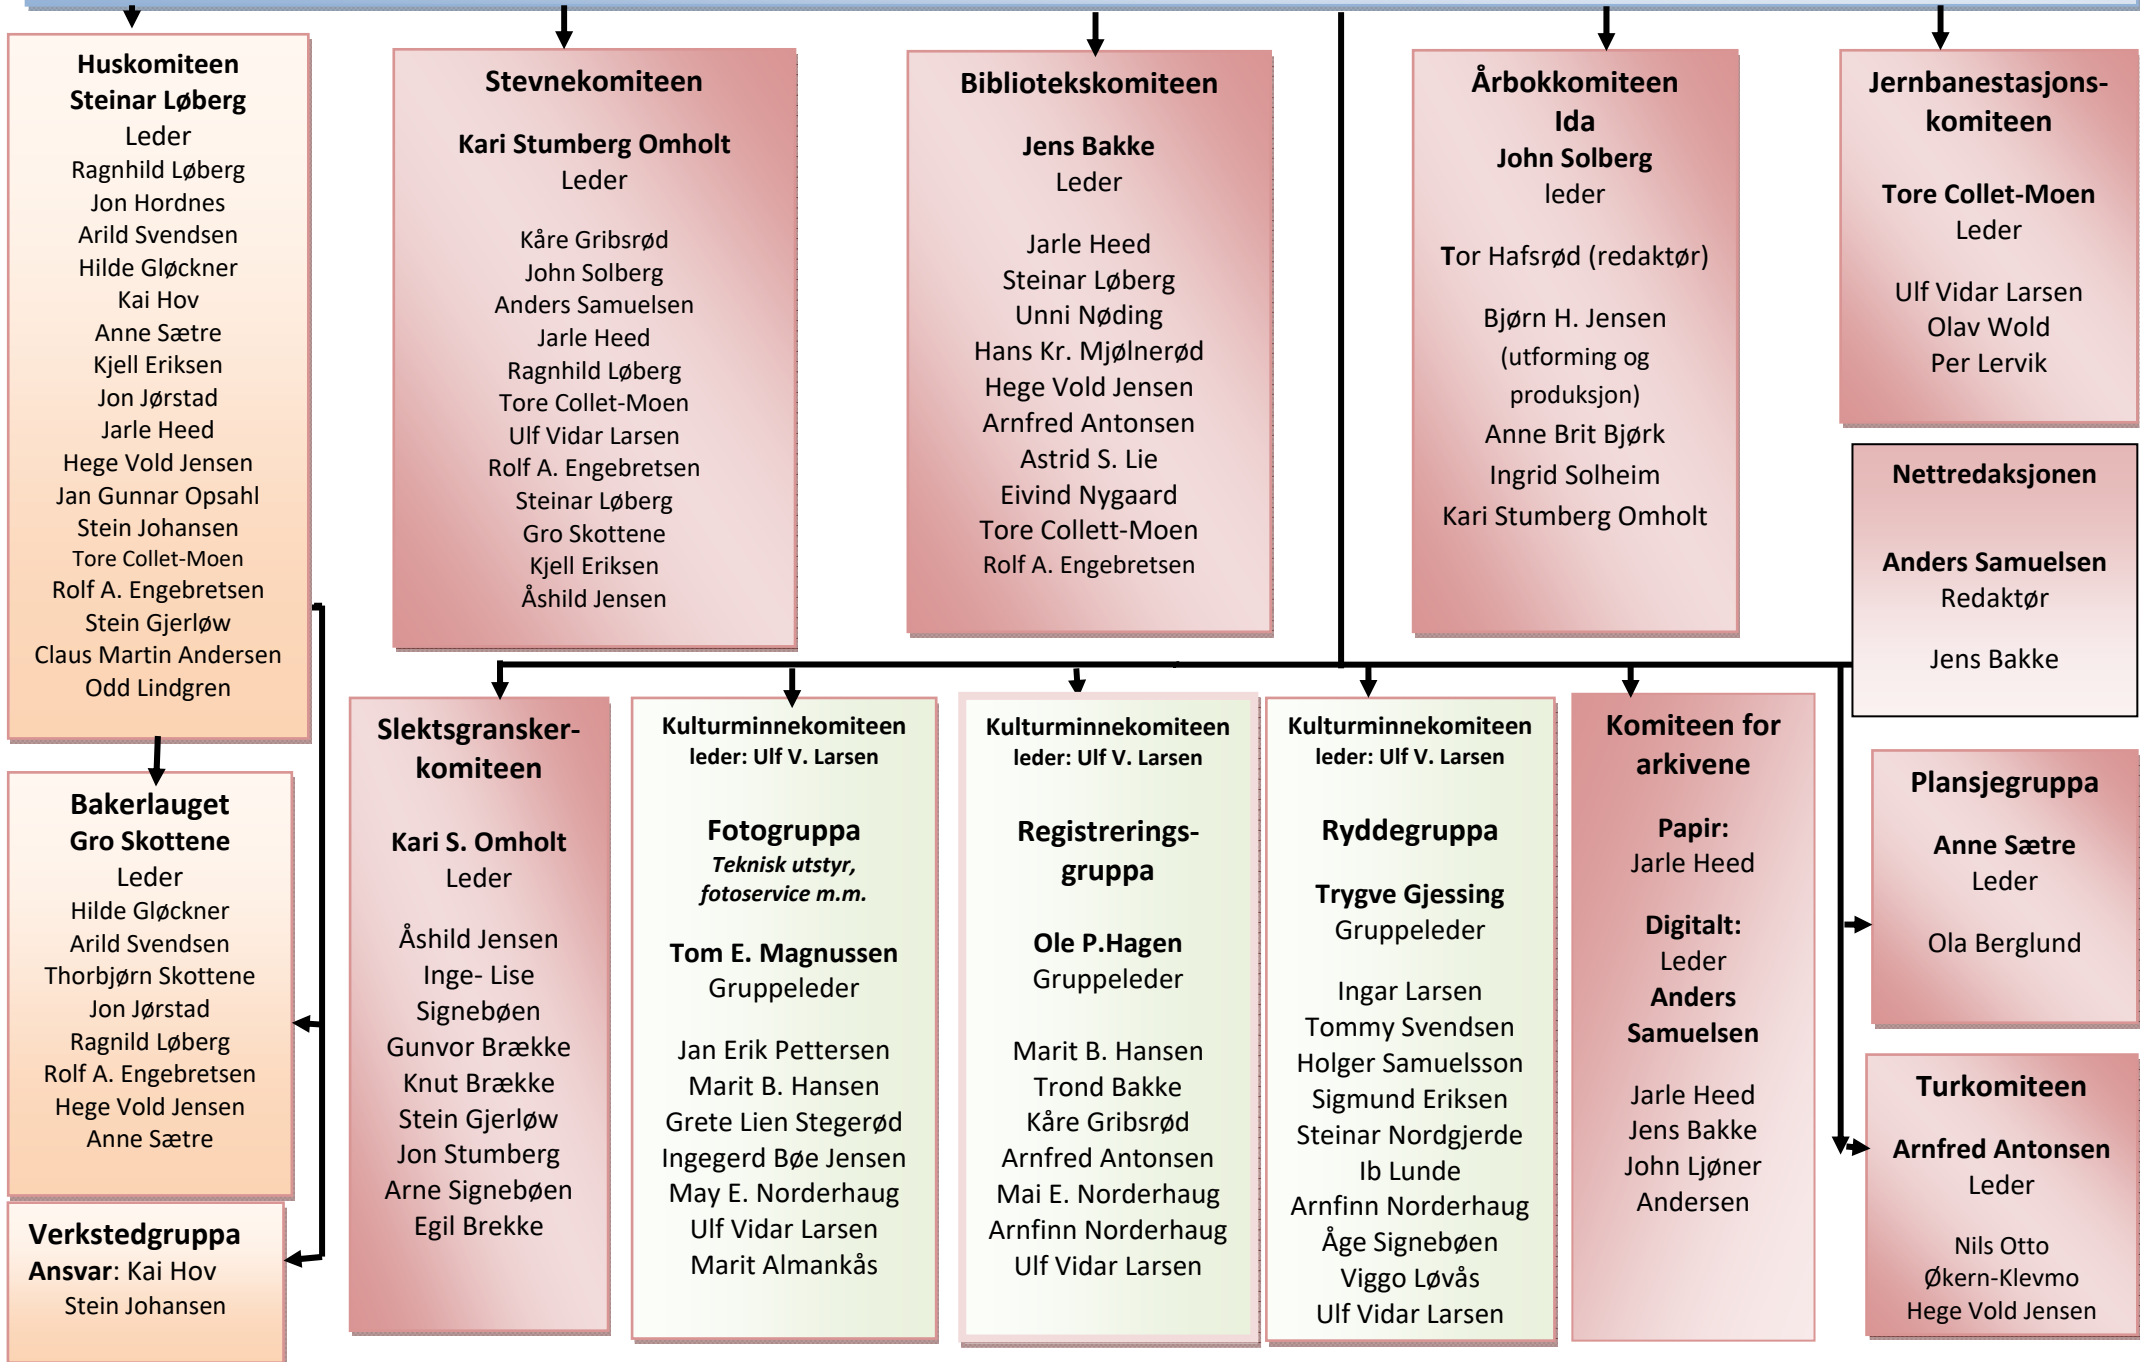 Huskomiteen
Steinar Løberg
Leder
Ragnhild Løberg
Jon Hordnes
Arild Svendsen
Hilde Gløckner
Kai Hov
Anne Sætre
Kjell Eriksen
Jon Jørstad
Jarle Heed
Hege Vold Jensen
Jan Gunnar Opsahl
Stein Johansen
Tore Collet-Moen
Rolf A. Engebretsen
Stein Gjerløw
Claus Martin Andersen
Odd Lindgren
Stevnekomiteen
Kari Stumberg Omholt
Leder
Kåre Gribsrød
John Solberg
Anders Samuelsen
Jarle Heed
Ragnhild Løberg
Tore Collet-Moen
Ulf Vidar Larsen
Rolf A. Engebretsen
Steinar Løberg
Gro Skottene
Kjell Eriksen
Åshild Jensen
Bibliotekskomiteen
Jens Bakke
Leder
Jarle Heed
Steinar Løberg
Unni Nøding
Hans Kr. Mjølnerød
Hege Vold Jensen
Arnfred Antonsen
Astrid S. Lie
Eivind Nygaard
Tore Collett-Moen
Rolf A. Engebretsen
Årbokkomiteen
Ida
John Solberg
leder
Tor Hafsrød (redaktør)
Bjørn H. Jensen
(utforming og
produksjon)
Anne Brit Bjørk
Ingrid Solheim
Kari Stumberg Omholt
Jernbanestasjons-
komiteen
Tore Collet-Moen
Leder
Ulf Vidar Larsen
Olav Wold
Per Lervik
Nettredaksjonen
Anders Samuelsen
Redaktør
Jens Bakke
Bakerlauget
Gro Skottene
Leder
Hilde Gløckner
Arild Svendsen
Thorbjørn Skottene
Jon Jørstad
Ragnild Løberg
Rolf A. Engebretsen
Hege Vold Jensen
Anne Sætre
Verkstedgruppa
Ansvar: Kai Hov
Stein Johansen
Slektsgransker-
komiteen
Kari S. Omholt
Leder
Åshild Jensen
Inge- Lise
Signebøen
Gunvor Brække
Knut Brække
Stein Gjerløw
Jon Stumberg
Arne Signebøen
Egil Brekke
Kulturminnekomiteen
leder: Ulf V. Larsen
Fotogruppa
Teknisk utstyr,
fotoservice m.m.
Tom E. Magnussen
Gruppeleder
Jan Erik Pettersen
Marit B. Hansen
Grete Lien Stegerød
Ingegerd Bøe Jensen
May E. Norderhaug
Ulf Vidar Larsen
Marit Almankås
Kulturminnekomiteen
leder: Ulf V. Larsen
Registrerings-
gruppa
Ole P.Hagen
Gruppeleder
Marit B. Hansen
Trond Bakke
Kåre Gribsrød
Arnfred Antonsen
Mai E. Norderhaug
Arnfinn Norderhaug
Ulf Vidar Larsen
Kulturminnekomiteen
leder: Ulf V. Larsen
Ryddegruppa
Trygve Gjessing
Gruppeleder
Ingar Larsen
Tommy Svendsen
Holger Samuelsson
Sigmund Eriksen
Steinar Nordgjerde
Ib Lunde
Arnfinn Norderhaug
Åge Signebøen
Viggo Løvås
Ulf Vidar Larsen
Komiteen for
arkivene
Papir:
Jarle Heed
Digitalt:
Leder
Anders
Samuelsen
Jarle Heed
Jens Bakke
John Ljøner
Andersen
Plansjegruppa
Anne Sætre
Leder
Ola Berglund
Turkomiteen
Arnfred Antonsen
Leder
Nils Otto
Økern-Klevmo
Hege Vold Jensen